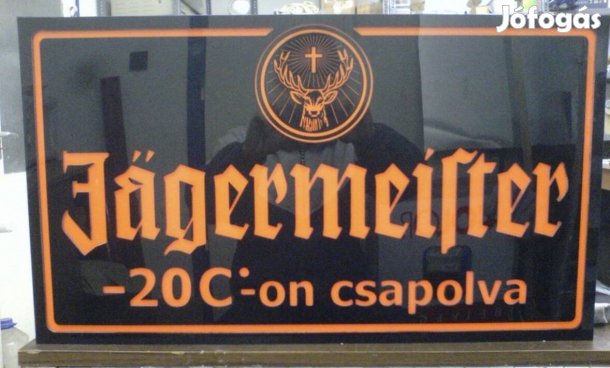 Jófogás
Jägermeiſter
-20C°-on csapolva